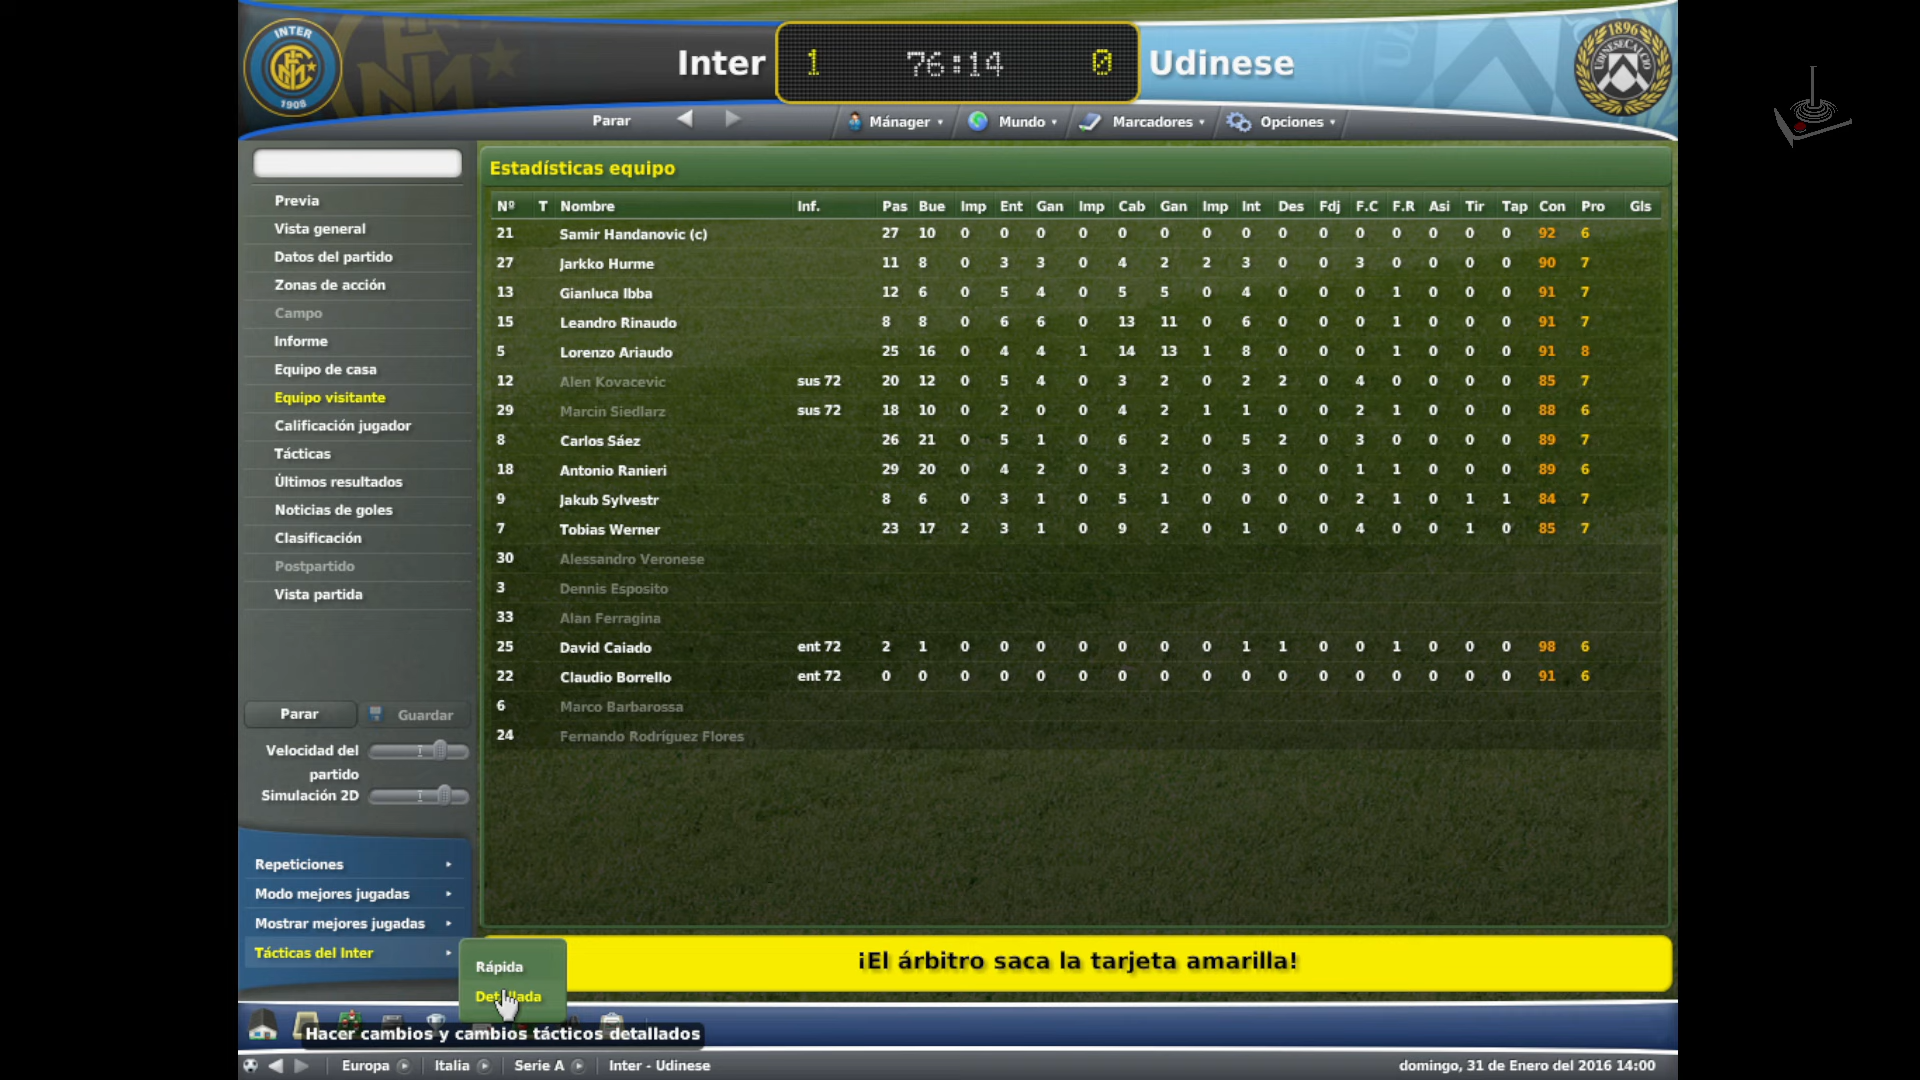 INTER
1908
Inter
1
76:14
0
Udinese
1896
UDINESE CALCIO
Parar
Mánager
Mundo
Marcadores
Opciones
Previa
Vista general
Datos del partido
Zonas de acción
Campo
Informe
Equipo de casa
Equipo visitante
Calificación jugador
Tácticas
Últimos resultados
Noticias de goles
Clasificación
Postpartido
Vista partida
Parar
Guardar
Velocidad del
partido
Simulación 2D
Repeticiones
Modo mejores jugadas
Mostrar mejores jugadas
Tácticas del Inter
Rápida
Hacer cambios y cambios tácticos detallados
Estadísticas equipo
Nº T Nombre Inf. Pas Bue Imp Ent Gan Imp Cab Gan Imp Int Des Fdj F.C F.R Asi Tir Tap Con Pro Gls
21 Samir Handanovic (c) 27 10 0 0 0 0 0 0 0 0 0 0 0 0 0 0 0 92 6
27 Jarkko Hurme 11 8 0 3 3 0 4 2 2 3 0 0 3 0 0 0 0 90 7
13 Gianluca Ibba 12 6 0 5 4 0 5 5 0 4 0 0 0 1 0 0 0 91 7
15 Leandro Rinaudo 8 8 0 6 6 0 13 11 0 6 0 0 0 1 0 0 0 91 7
5 Lorenzo Ariaudo 25 16 0 4 4 1 14 13 1 8 0 0 0 1 0 0 0 91 8
12 Alen Kovacevic sus 72 20 12 0 5 4 0 3 2 0 2 2 0 4 0 0 0 0 85 7
29 Marcin Siedlarz sus 72 18 10 0 2 0 0 4 2 1 1 0 0 2 1 0 0 0 88 6
8 Carlos Sáez 26 21 0 5 1 0 6 2 0 5 2 0 3 0 0 0 0 89 7
18 Antonio Ranieri 29 20 0 4 2 0 3 2 0 3 0 0 1 1 0 0 0 89 6
9 Jakub Sylvestr 8 6 0 3 1 0 5 1 0 0 0 0 2 1 0 1 1 84 7
7 Tobias Werner 23 17 2 3 1 0 9 2 0 1 0 0 4 0 0 1 0 85 7
30 Alessandro Veronese
3 Dennis Esposito
33 Alan Ferragina
25 David Caiado ent 72 2 1 0 0 0 0 0 0 0 1 1 0 0 1 0 0 0 98 6
22 Claudio Borrello ent 72 0 0 0 0 0 0 0 0 0 0 0 0 0 0 0 0 0 91 6
6 Marco Barbarossa
24 Fernando Rodríguez Flores
¡El árbitro saca la tarjeta amarilla!
Europa
Italia
Serie A
Inter - Udinese
domingo, 31 de Enero del 2016 14:00